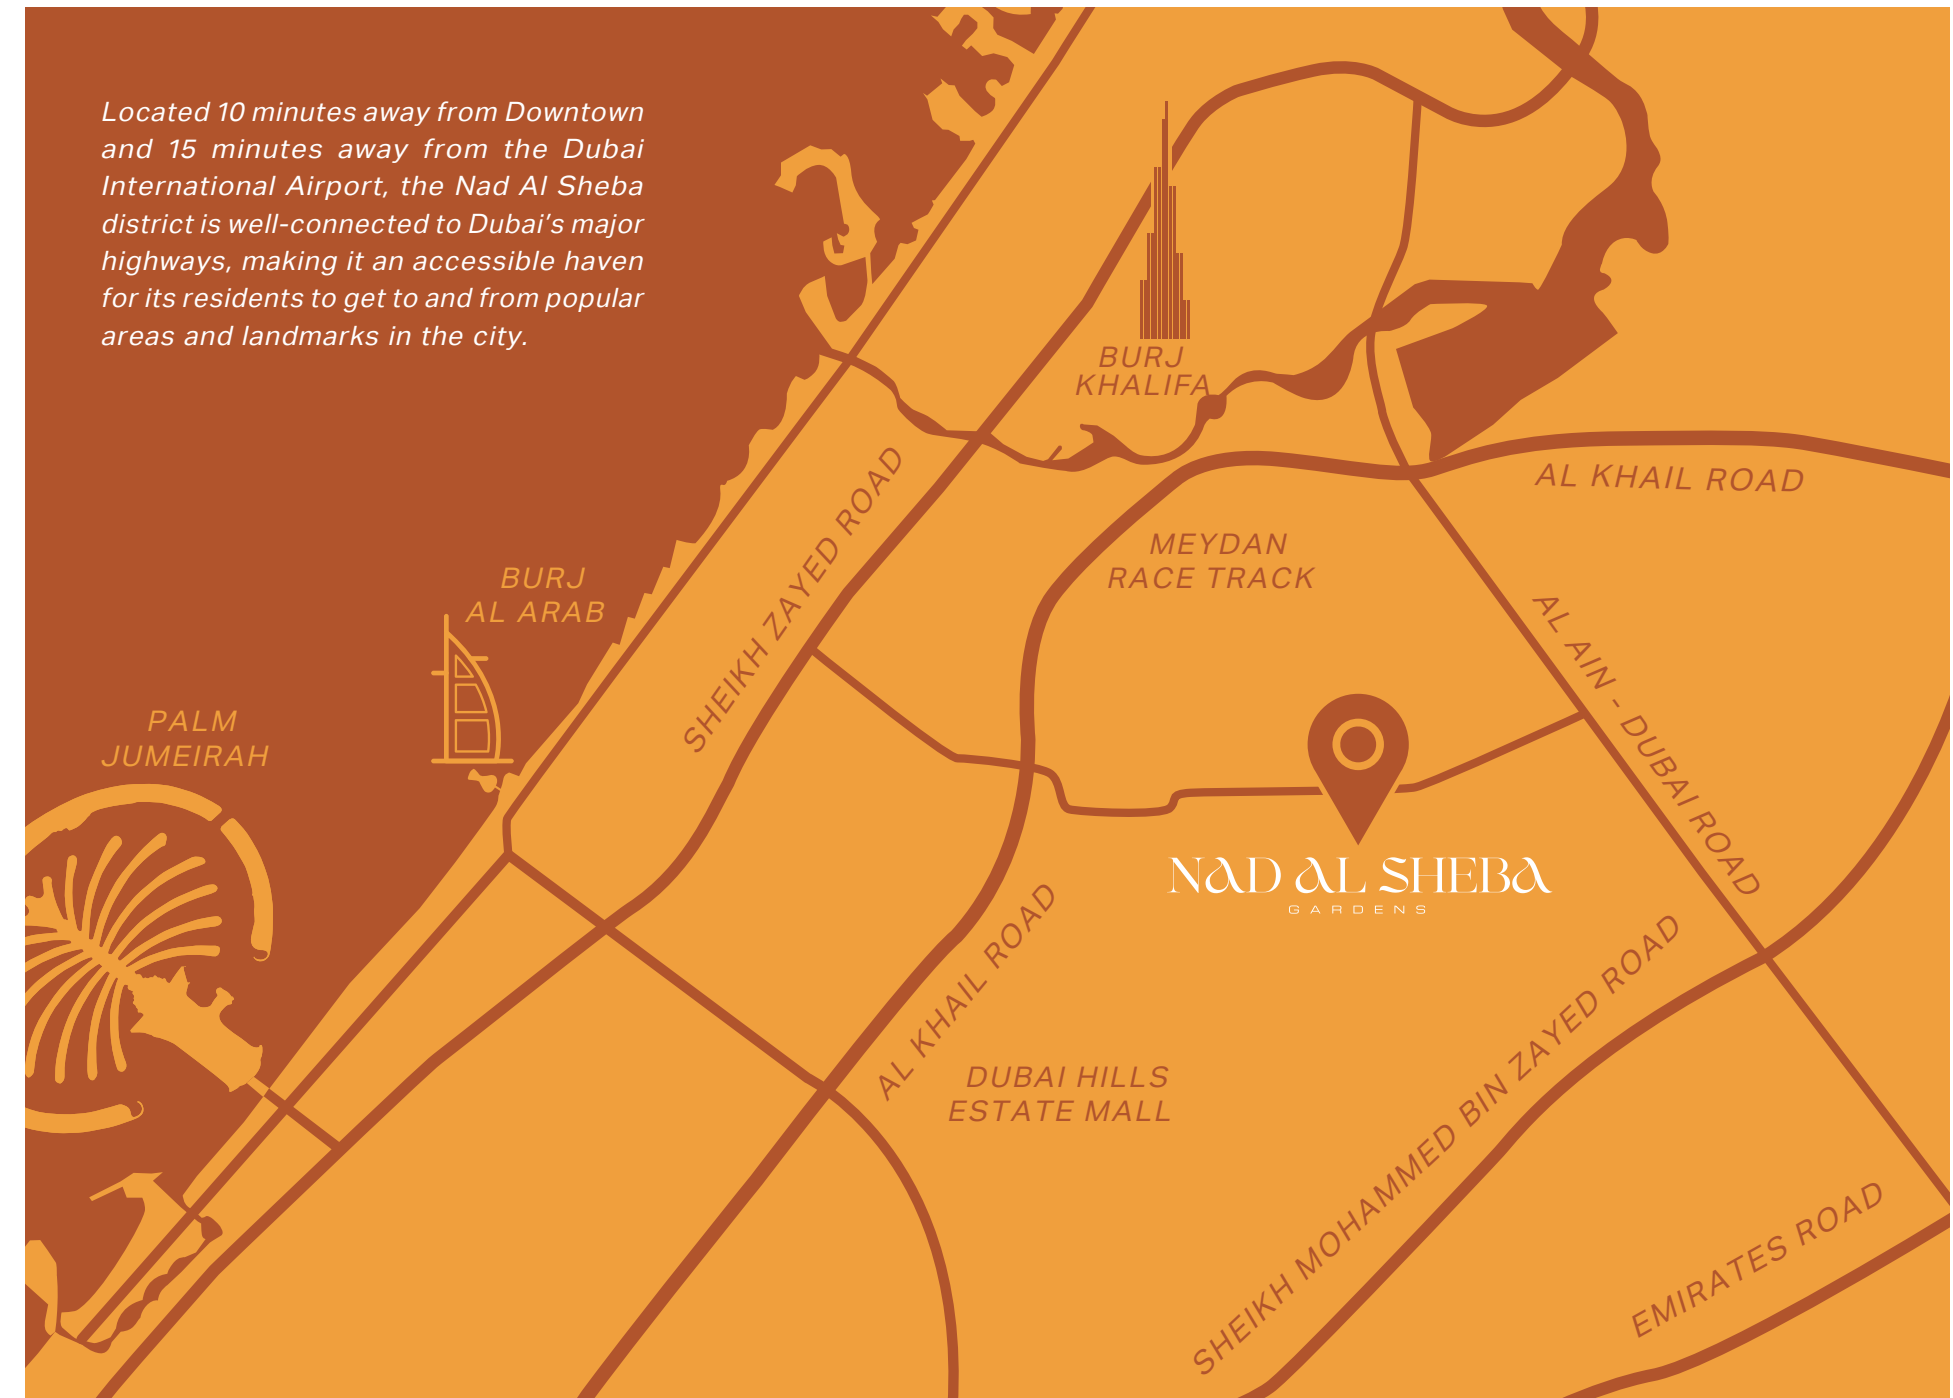 Located 10 minutes away from Downtown
and 15 minutes away from the Dubai
International Airport, the Nad Al Sheba
district is well-connected to Dubai’s major
highways, making it an accessible haven
for its residents to get to and from popular
areas and landmarks in the city.
BURJ
KHALIFA
SHEIKH ZAYED ROAD
AL KHAIL ROAD
MEYDAN
RACE TRACK
BURJ
AL ARAB
AL AIN - DUBAI ROAD
PALM
JUMEIRAH
NAD AL SHEBA
GARDENS
AL KHAIL ROAD
DUBAI HILLS
ESTATE MALL
SHEIKH MOHAMMED BIN ZAYED ROAD
EMIRATES ROAD